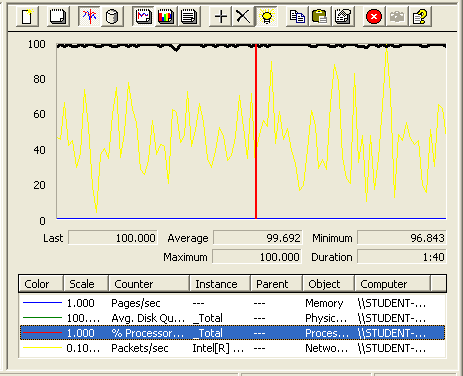 100
80
60
40
20
0
Last 100.000 Average 99.692 Minimum 96.843
Maximum 100.000 Duration 1:40
Color Scale Counter Instance Parent Object Computer
1.000 Pages/sec --- --- Memory \\STUDENT-...
100.... Avg. Disk Qu... _Total --- Physic... \\STUDENT-...
1.000 % Processor... _Total --- Proces... \\STUDENT-...
0.10... Packets/sec Intel[R] ... --- Netwo... \\STUDENT-...